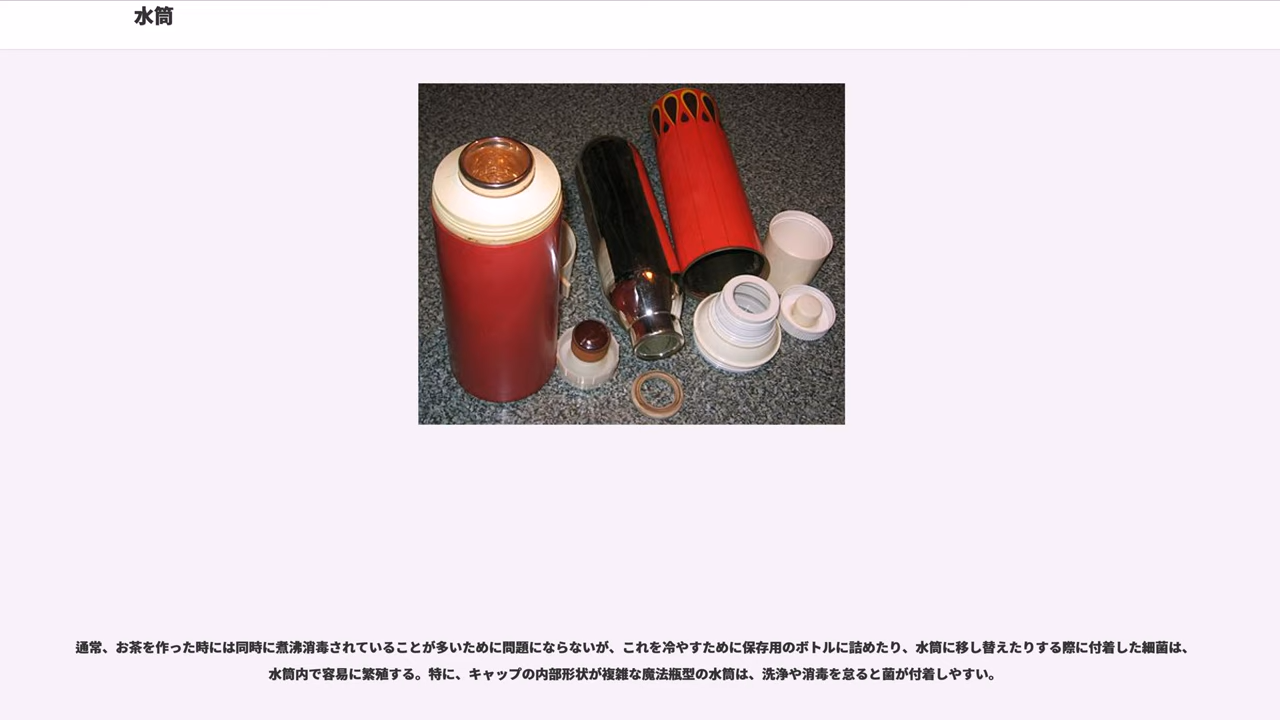 水筒
通常、お茶を作った時には同時に煮沸消毒されていることが多いために問題にならないが、これを冷やすために保存用のボトルに詰めたり、水筒に移し替えたりする際に付着した細菌は、
水筒内で容易に繁殖する。特に、キャップの内部形状が複雑な魔法瓶型の水筒は、洗浄や消毒を怠ると菌が付着しやすい。